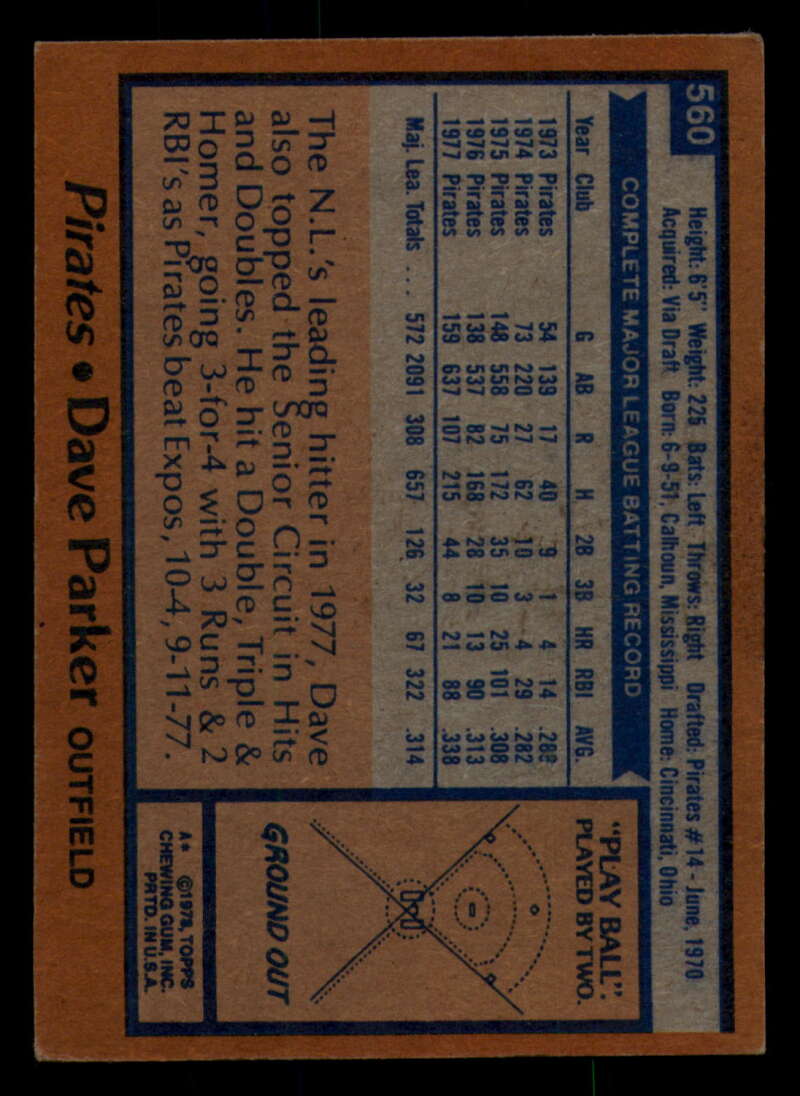 560
Height: 6'5" Weight: 225 Bats: Left Throws: Right Drafted: Pirates #14 - June, 1970
Acquired: Via Draft Born: 6-9-51, Calhoun, Mississippi Home: Cincinnati, Ohio
COMPLETE MAJOR LEAGUE BATTING RECORD
Year Club G AB R H 2B 3B HR RBI AVG.
1973 Pirates 54 139 17 40 9 1 4 14 .288
1974 Pirates 73 220 27 62 10 3 4 29 .282
1975 Pirates 148 558 75 172 35 10 25 101 .308
1976 Pirates 138 537 82 168 28 10 13 90 .313
1977 Pirates 159 637 107 215 44 8 21 88 .338
Maj. Lea. Totals ... 572 2091 308 657 126 32 67 322 .314
The N.L.'s leading hitter in 1977, Dave
also topped the Senior Circuit in Hits
and Doubles. He hit a Double, Triple &
Homer, going 3-for-4 with 3 Runs & 2
RBI's as Pirates beat Expos, 10-4, 9-11-77.
"PLAY BALL":
PLAYED BY TWO.
GROUND OUT
A* ©1978, TOPPS
CHEWING GUM, INC.
PRTD. IN U.S.A.
Pirates • Dave Parker OUTFIELD